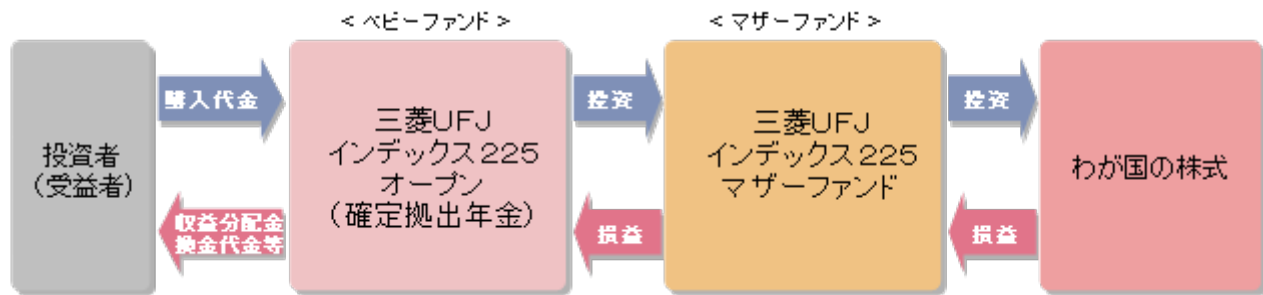 ＜ベビーファンド＞
＜マザーファンド＞
投資者
（受益者）
購入代金
収益分配金
換金代金等
三菱ＵＦＪ
インデックス２２５
オープン
（確定拠出年金）
投資
損益
三菱ＵＦＪ
インデックス２２５
マザーファンド
投資
損益
わが国の株式